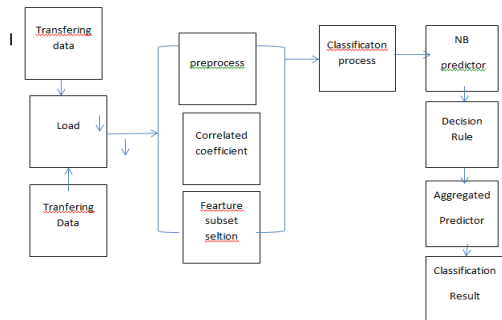 I
Transfering
data
Load
Tranfering
Data
preprocess
Correlated
coefficient
Fearture
subset
seltion
Classificaton
process
NB
predictor
Decision
Rule
Aggregated
Predictor
Classification
Result